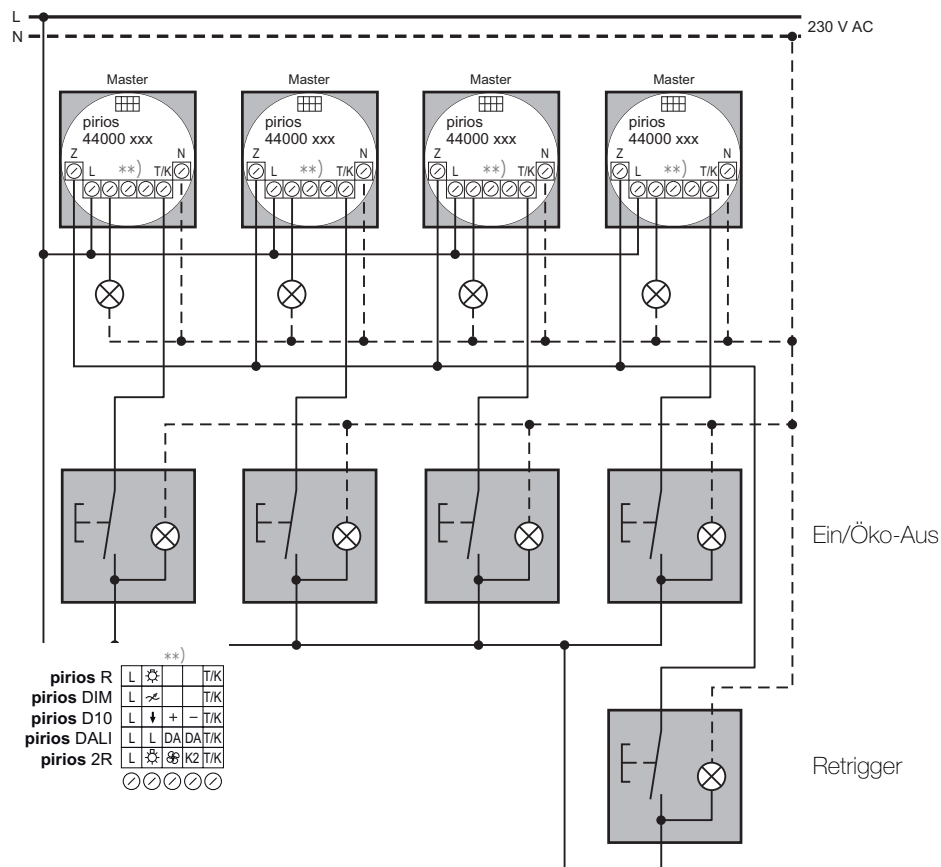 L
N
230 V AC
Master Master Master Master
pirios pirios pirios pirios
44000 xxx 44000 xxx 44000 xxx 44000 xxx
Z N Z N Z N Z N
L **) T/K L **) T/K L **) T/K L **) T/K
Ein/Öko-Aus
**)
pirios R L T/K
pirios DIM L T/K
pirios D10 L + − T/K
pirios DALI L L DA DA T/K
pirios 2R L K2 T/K
Retrigger